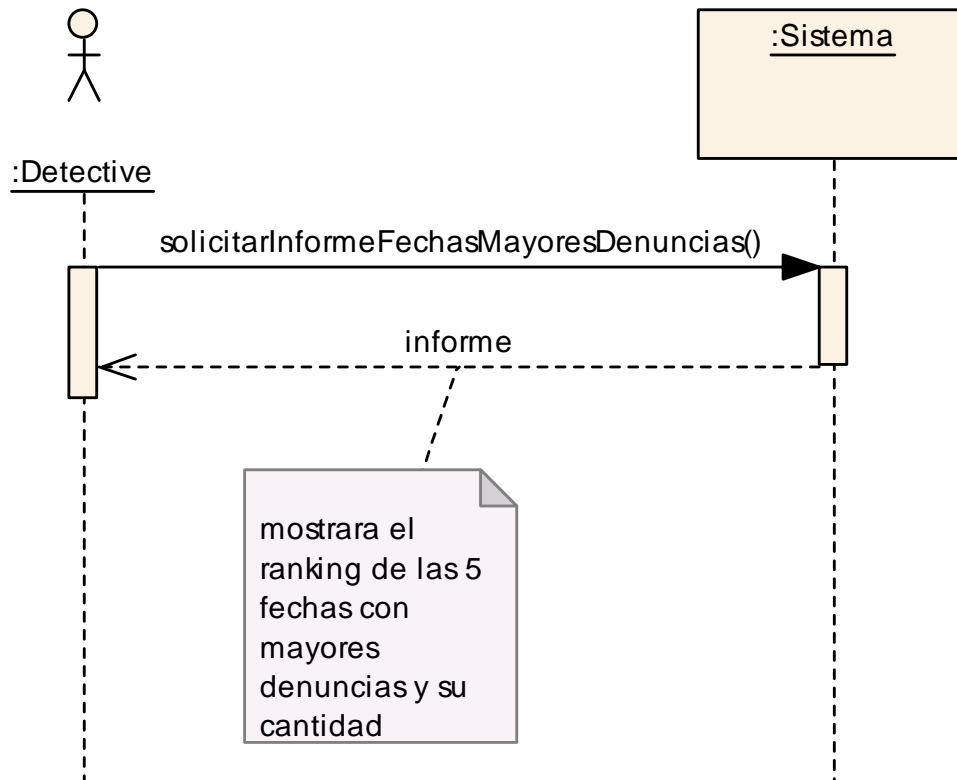 :Sistema
:Detective
solicitarInformeFechasMayoresDenuncias()
informe
mostrara el
ranking de las 5
fechas con
mayores
denuncias y su
cantidad